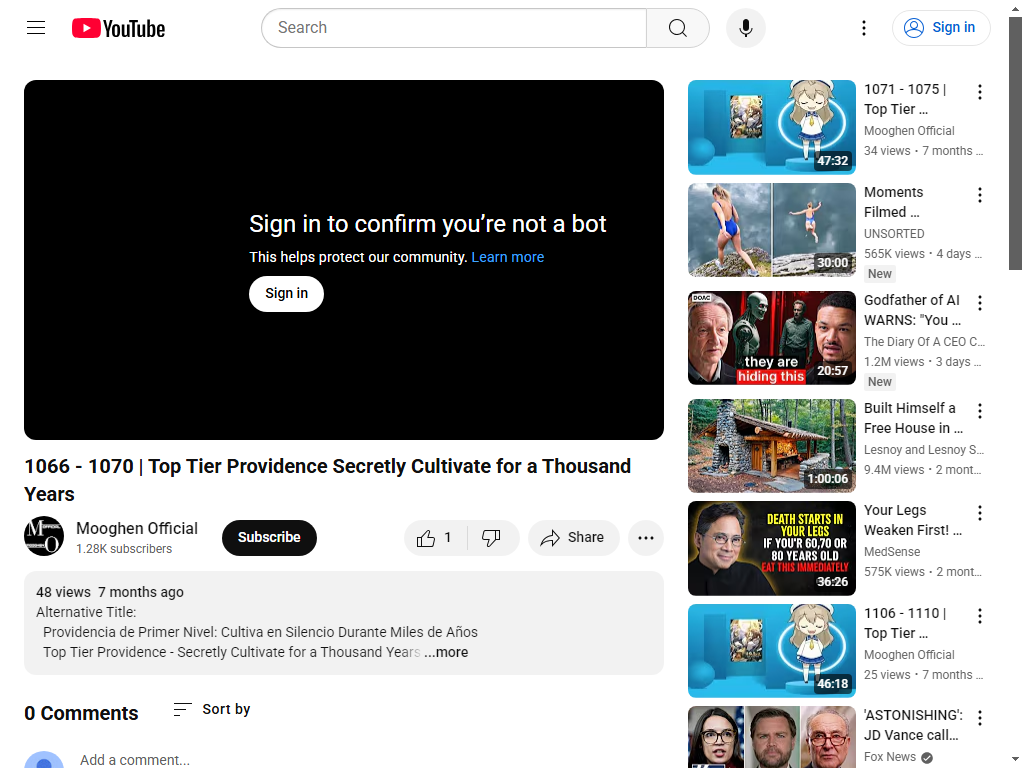 YouTube
Search
Sign in
Sign in to confirm you’re not a bot
This helps protect our community. Learn more
Sign in
1066 - 1070 | Top Tier Providence Secretly Cultivate for a Thousand
Years
Mooghen Official
1.28K subscribers
Subscribe
1
Share
48 views 7 months ago
Alternative Title:
Providencia de Primer Nivel: Cultiva en Silencio Durante Miles de Años
Top Tier Providence - Secretly Cultivate for a Thousand Years ...more
0 Comments
Sort by
Add a comment...
47:32
1071 - 1075 |
Top Tier ...
Mooghen Official
34 views • 7 months ...
30:00
Moments
Filmed ...
UNSORTED
565K views • 4 days ...
New
DOAC
they are
hiding this
20:57
Godfather of AI
WARNS: "You ...
The Diary Of A CEO C...
1.2M views • 3 days ...
New
1:00:06
Built Himself a
Free House in ...
Lesnoy and Lesnoy S...
9.4M views • 2 mont...
DEATH STARTS IN
YOUR LEGS
IF YOU'R 60,70 OR
80 YEARS OLD
EAT THIS IMMEDIATELY
36:26
Your Legs
Weaken First! ...
MedSense
575K views • 2 mont...
46:18
1106 - 1110 |
Top Tier ...
Mooghen Official
25 views • 7 months ...
'ASTONISHING':
JD Vance call...
Fox News